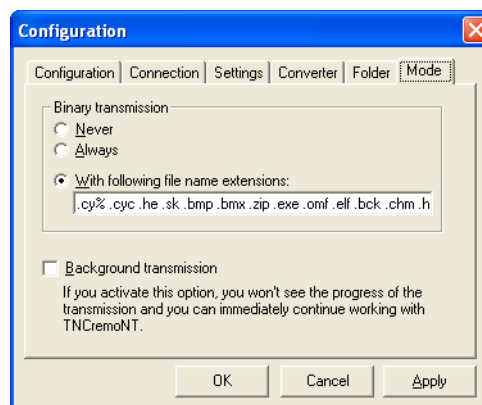 Configuration
Configuration Connection Settings Converter Folder Mode
Binary transmission
Never
Always
With following file name extensions:
.cy% .cyc .he .sk .bmp .bmx .zip .exe .omf .elf .bck .chm .h
Background transmission
If you activate this option, you won't see the progress of the
transmission and you can immediately continue working with
TNCremoNT.
OK Cancel Apply